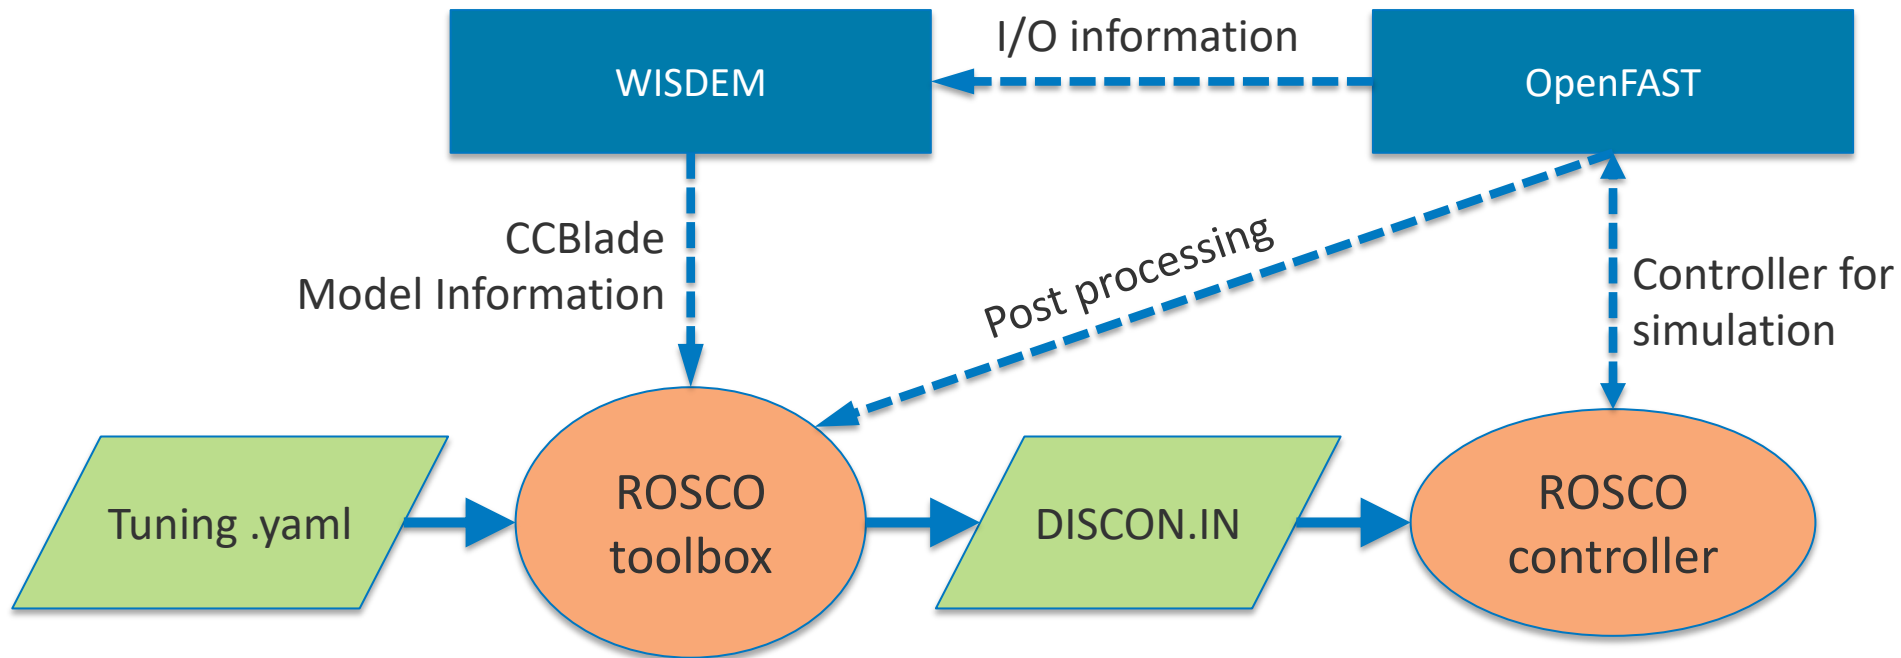 I/O information
WISDEM
OpenFAST
CCBlade
Model Information
Post processing
Controller for
simulation
Tuning .yaml
ROSCO
toolbox
DISCON.IN
ROSCO
controller